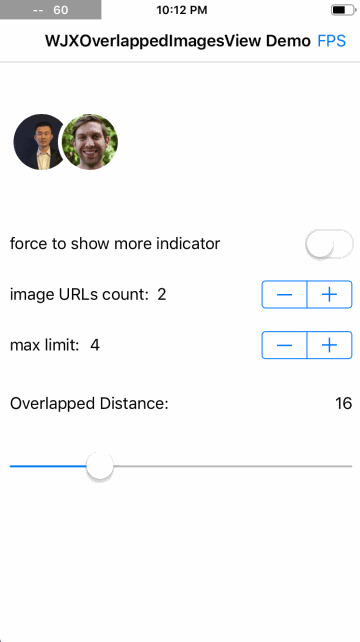 -- 60
10:12 PM
WJXOverlappedImagesView Demo FPS
force to show more indicator
image URLs count: 2
max limit: 4
Overlapped Distance: 16